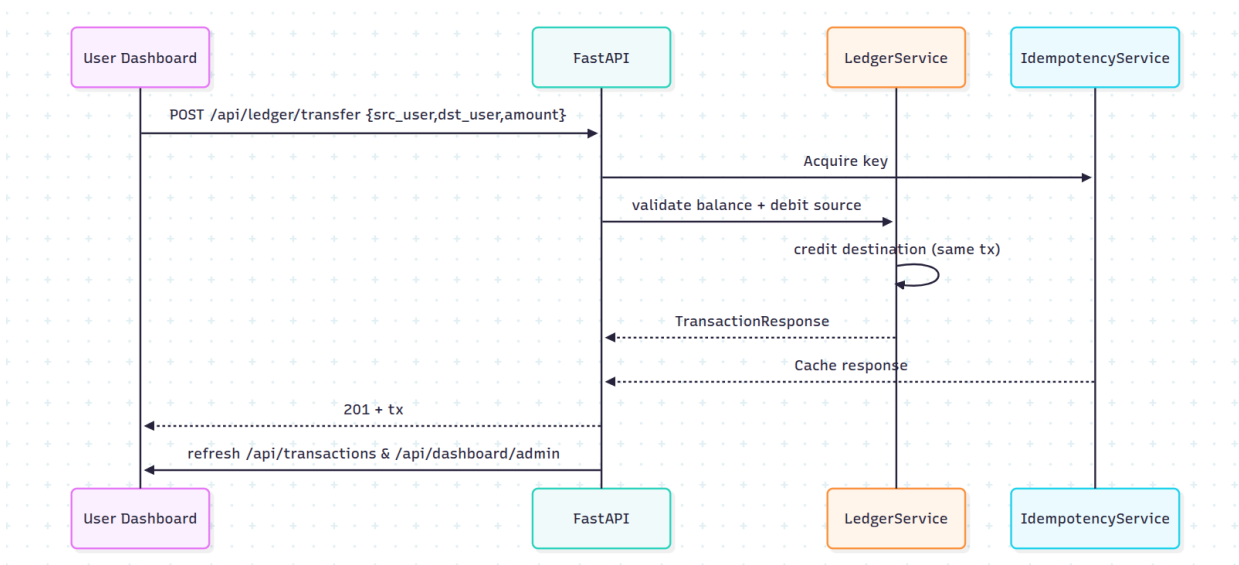 User Dashboard
FastAPI
LedgerService
IdempotencyService
POST /api/ledger/transfer {src_user,dst_user,amount}
Acquire key
validate balance + debit source
credit destination (same tx)
TransactionResponse
Cache response
201 + tx
refresh /api/transactions & /api/dashboard/admin
User Dashboard
FastAPI
LedgerService
IdempotencyService